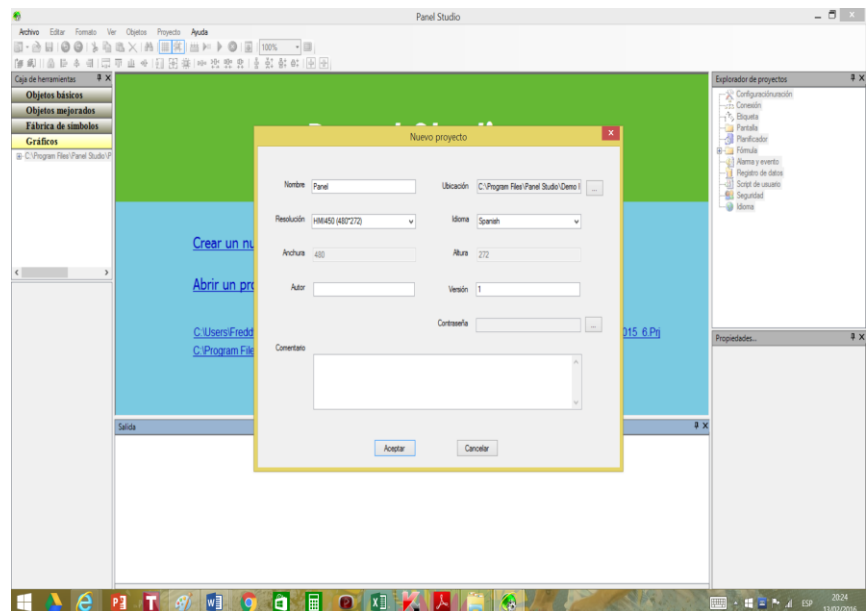 Panel Studio
Archivo Editar Formato Ver Objetos Proyecto Ayuda
100%
Caja de herramientas
Objetos básicos
Objetos mejorados
Fábrica de símbolos
Gráficos
C:\Program Files\Panel Studio\P
Crear un nu
Abrir un pro
C:\Users\Fredd
015_6.Prj
C:\Program File
Nuevo proyecto
Nombre Panel Ubicación C:\Program Files\Panel Studio\Demo I ...
Resolución HMI450 (480*272) Idioma Spanish
Anchura 480 Altura 272
Autor Versión 1
Contraseña ...
Comentario
Aceptar Cancelar
Salida
Explorador de proyectos
Configuraciónuración
Conexión
Etiqueta
Pantalla
Planificador
Fórmula
Alarma y evento
Registro de datos
Script de usuario
Seguridad
Idioma
Propiedades...
ESP
20:24